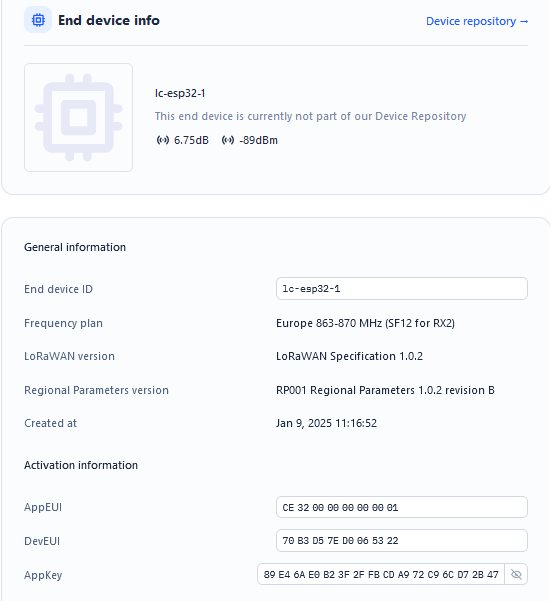 End device info
Device repository →
lc-esp32-1
This end device is currently not part of our Device Repository
6.75dB -89dBm
General information
End device ID lc-esp32-1
Frequency plan Europe 863-870 MHz (SF12 for RX2)
LoRaWAN version LoRaWAN Specification 1.0.2
Regional Parameters version RP001 Regional Parameters 1.0.2 revision B
Created at Jan 9, 2025 11:16:52
Activation information
AppEUI CE 32 00 00 00 00 00 01
DevEUI 70 B3 D5 7E D0 06 53 22
AppKey 89 E4 6A E0 B2 3F 2F FB CD A9 72 C9 6C D7 2B 47